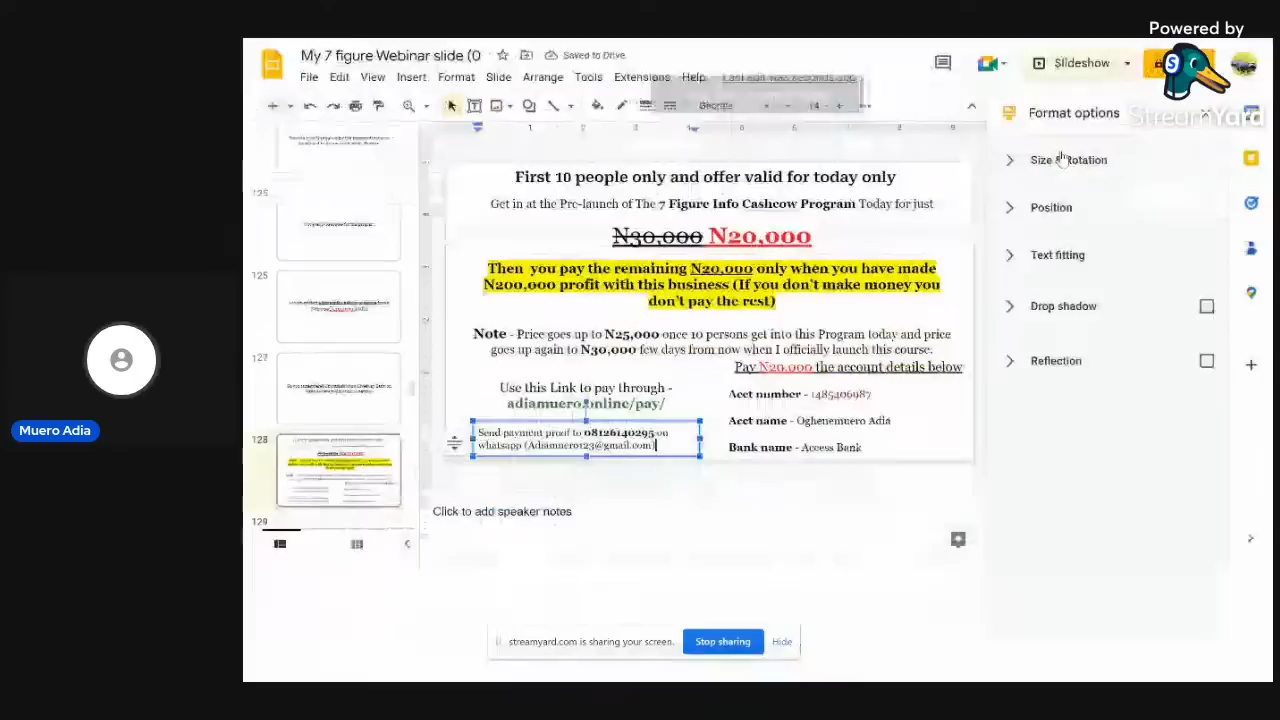 Powered by
StreamYard
My 7 figure Webinar slide (0
Saved to Drive
File Edit View Insert Format Slide Arrange Tools Extensions Help
Slideshow
Georgia
14
Format options
Size & Rotation
Position
Text fitting
Drop shadow
Reflection
125
127
128
129
First 10 people only and offer valid for today only
Get in at the Pre-launch of The 7 Figure Info Cashcow Program Today for just
N30,000 N20,000
Then you pay the remaining N20,000 only when you have made
N200,000 profit with this business (If you don't make money you
don't pay the rest)
Note - Price goes up to N25,000 once 10 persons get into this Program today and price
goes up again to N30,000 few days from now when I officially launch this course.
Pay N20,000 the account details below
Use this Link to pay through -
adiamuero.online/pay/
Send payment proof to 08126140295 on
whatsapp (Adiamuero123@gmail.com)
Acct number - 1485406987
Acct name - Oghenemuero Adia
Bank name - Access Bank
Click to add speaker notes
Muero Adia
streamyard.com is sharing your screen.
Stop sharing
Hide